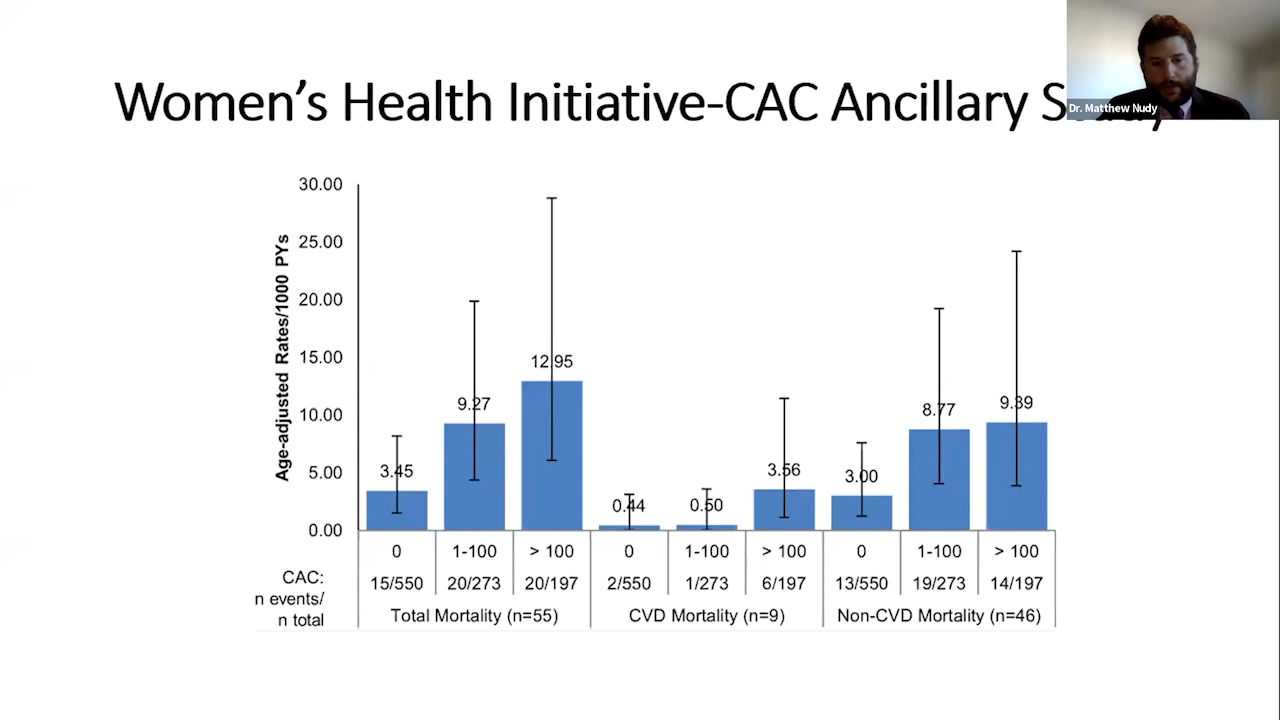 Women's Health Initiative-CAC Ancillary
Dr. Matthew Nudy
Age-adjusted Rates/1000 PYs
30.00
25.00
20.00
15.00
10.00
5.00
0.00
3.45
9.27
12.95
0.44
0.50
3.56
3.00
8.77
9.39
CAC: 0 1-100 > 100 0 1-100 > 100 0 1-100 > 100
n events/ n total 15/550 20/273 20/197 2/550 1/273 6/197 13/550 19/273 14/197
Total Mortality (n=55) CVD Mortality (n=9) Non-CVD Mortality (n=46)